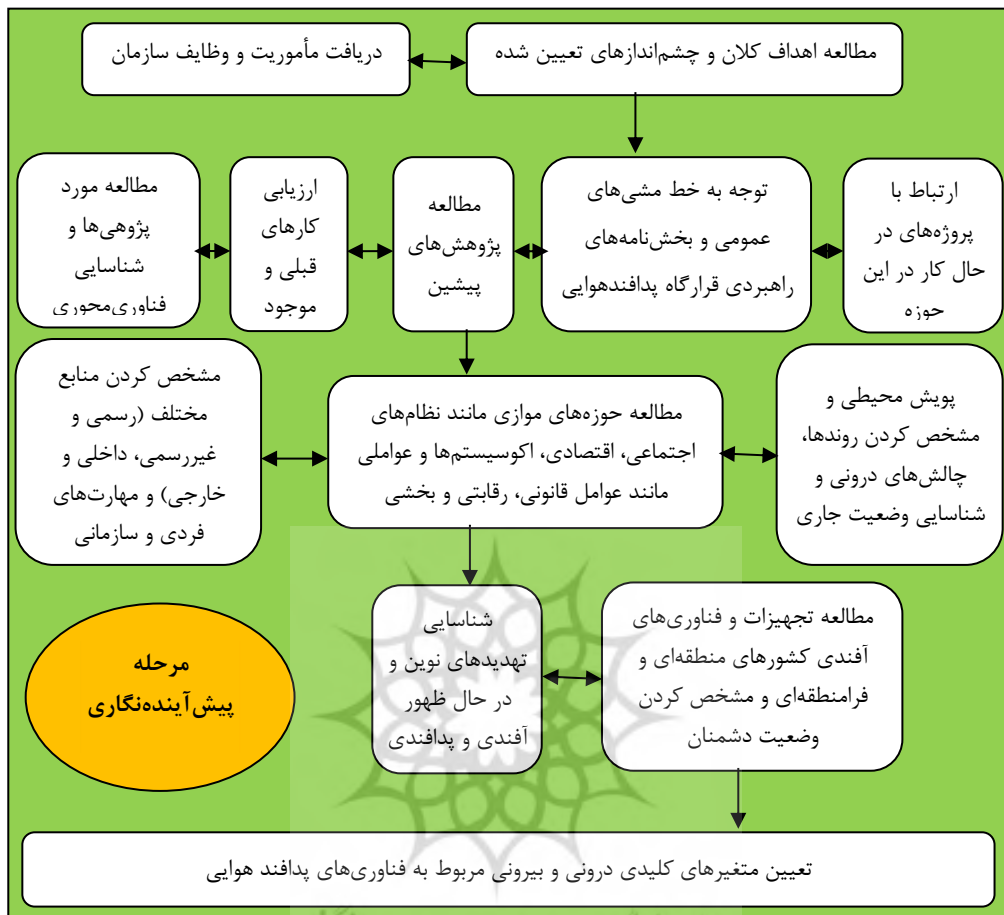 دریافت مأموریت و وظایف سازمان
مطالعه اهداف کلان و چشم‌اندازهای تعیین شده
ارتباط با
پروژه‌های در
حال کار در این
حوزه
توجه به خط مشی‌های
عمومی و بخش‌نامه‌های
راهبردی قرارگاه پدافندهوایی
مطالعه
پژوهش‌های
پیشین
ارزیابی
کارهای
قبلی و
موجود
مطالعه مورد
پژوهی‌ها و
شناسایی
فناوری‌محوری
پویش محیطی و
مشخص کردن روندها،
چالش‌های درونی و
شناسایی وضعیت جاری
مطالعه حوزه‌های موازی مانند نظام‌های
اجتماعی، اقتصادی، اکوسیستم‌ها و عواملی
مانند عوامل قانونی، رقابتی و بخشی
مشخص کردن منابع
مختلف (رسمی و
غیررسمی، داخلی و
خارجی) و مهارت‌های
فردی و سازمانی
مطالعه تجهیزات و فناوری‌های
آفندی کشورهای منطقه‌ای و
فرامنطقه‌ای و مشخص کردن
وضعیت دشمنان
شناسایی
تهدیدهای نوین و
در حال ظهور
آفندی و پدافندی
مرحله
پیش‌آینده‌نگاری
تعیین متغیرهای کلیدی درونی و بیرونی مربوط به فناوری‌های پدافند هوایی